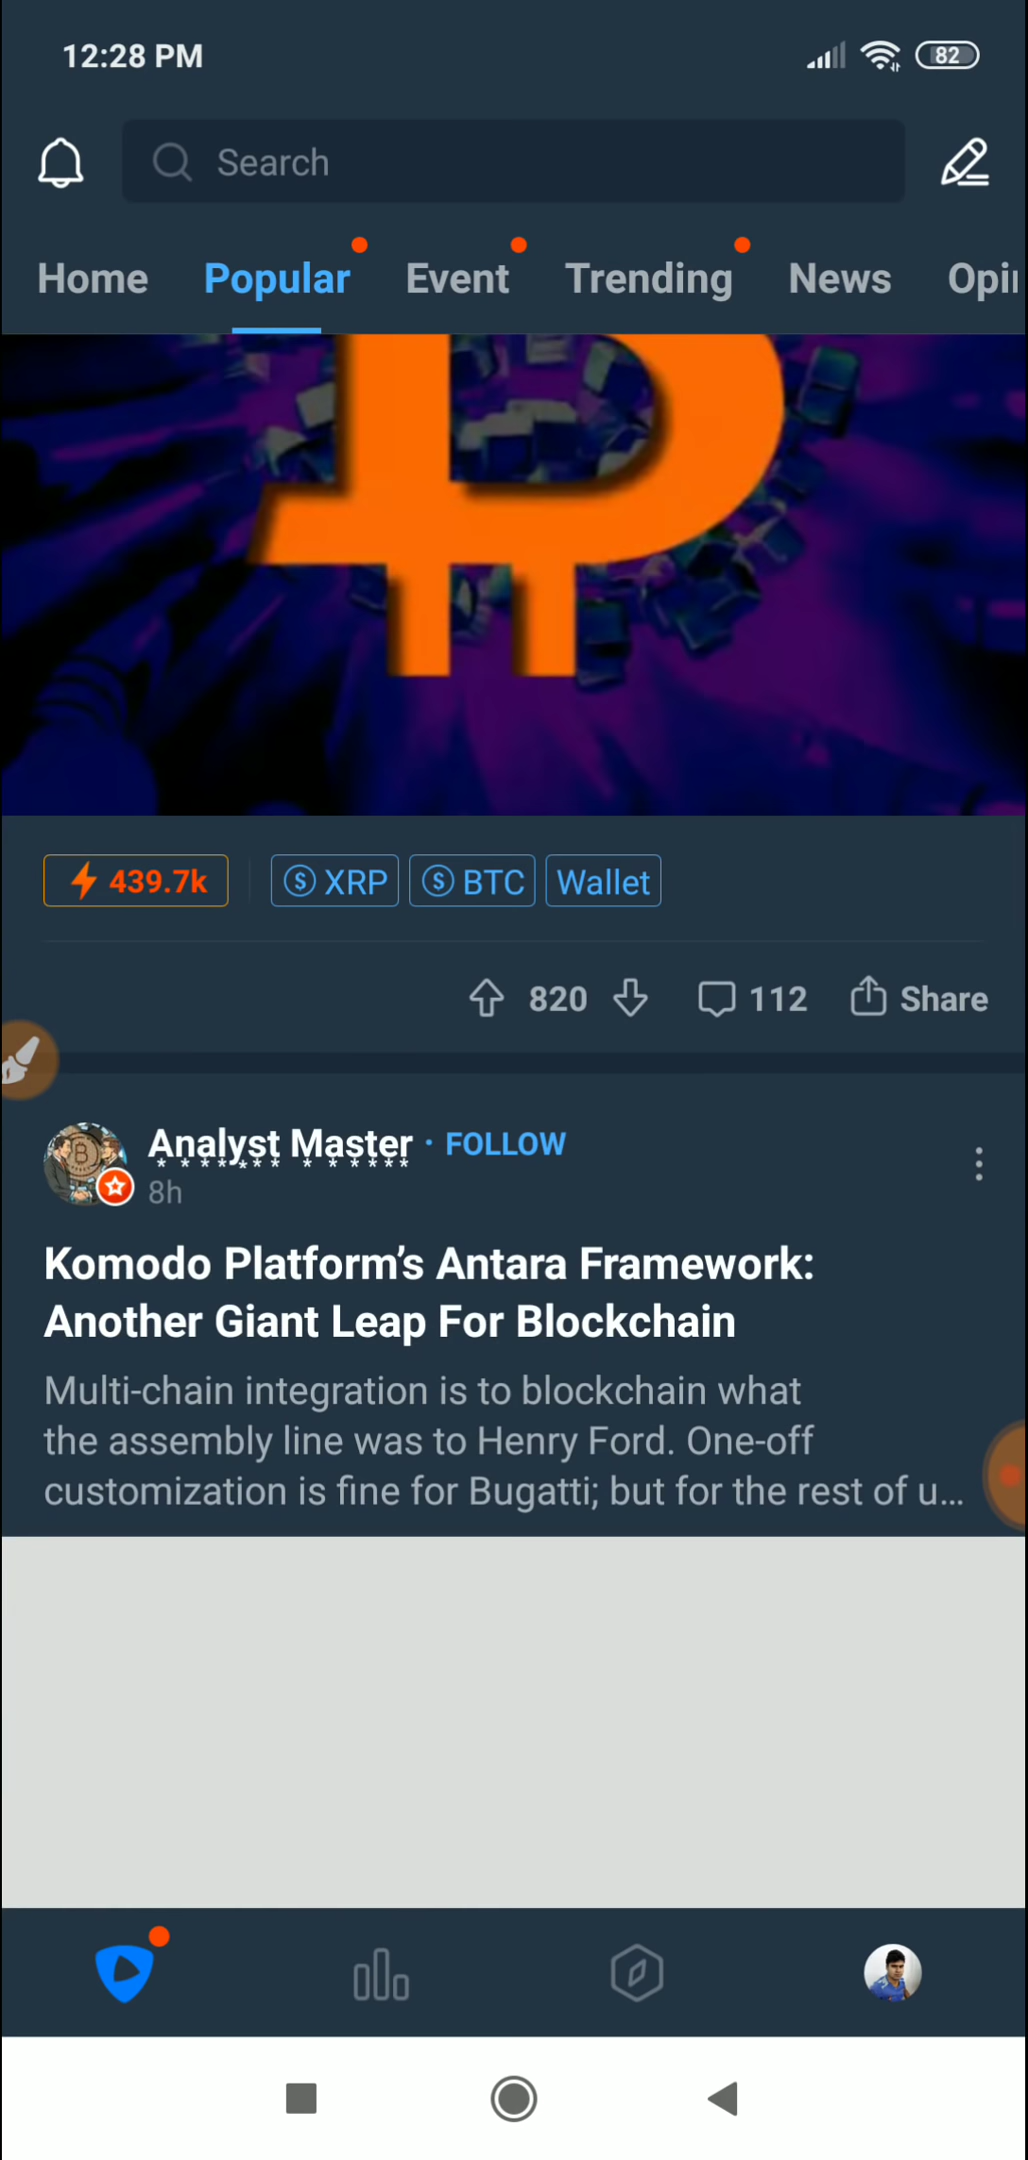 12:28 PM
82
Search
Home Popular Event Trending News Opii
439.7k XRP BTC Wallet
820 112 Share
Analyst Master · FOLLOW
8h
Komodo Platform’s Antara Framework:
Another Giant Leap For Blockchain
Multi-chain integration is to blockchain what
the assembly line was to Henry Ford. One-off
customization is fine for Bugatti; but for the rest of u...